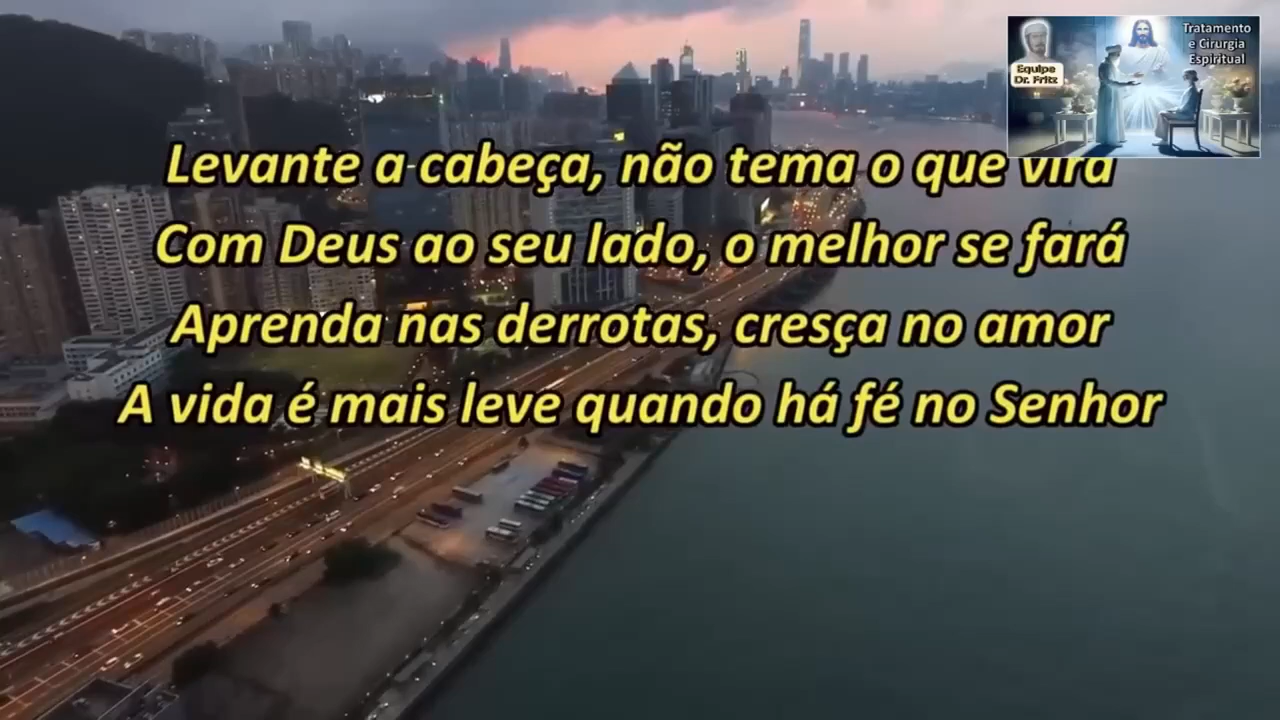 Tratamento
e Cirurgia
Espiritual
Equipe
Dr. Fritz
Levante a cabeça, não tema o que virá
Com Deus ao seu lado, o melhor se fará
Aprenda nas derrotas, cresça no amor
A vida é mais leve quando há fé no Senhor